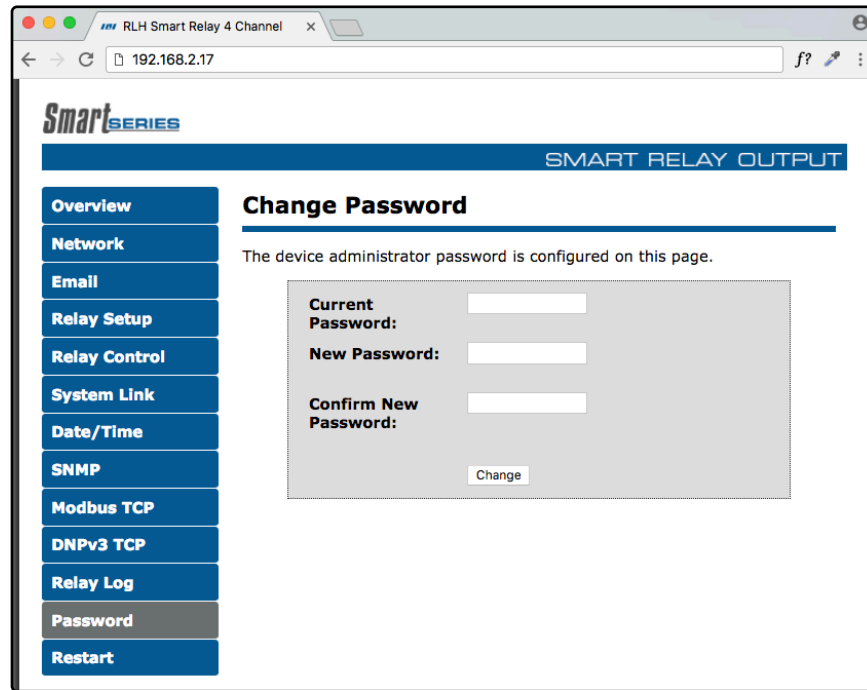 RLH Smart Relay 4 Channel
192.168.2.17
f?
Smart SERIES
SMART RELAY OUTPUT
Overview
Network
Email
Relay Setup
Relay Control
System Link
Date/Time
SNMP
Modbus TCP
DNPv3 TCP
Relay Log
Password
Restart
Change Password
The device administrator password is configured on this page.
Current
Password:
New Password:
Confirm New
Password:
Change